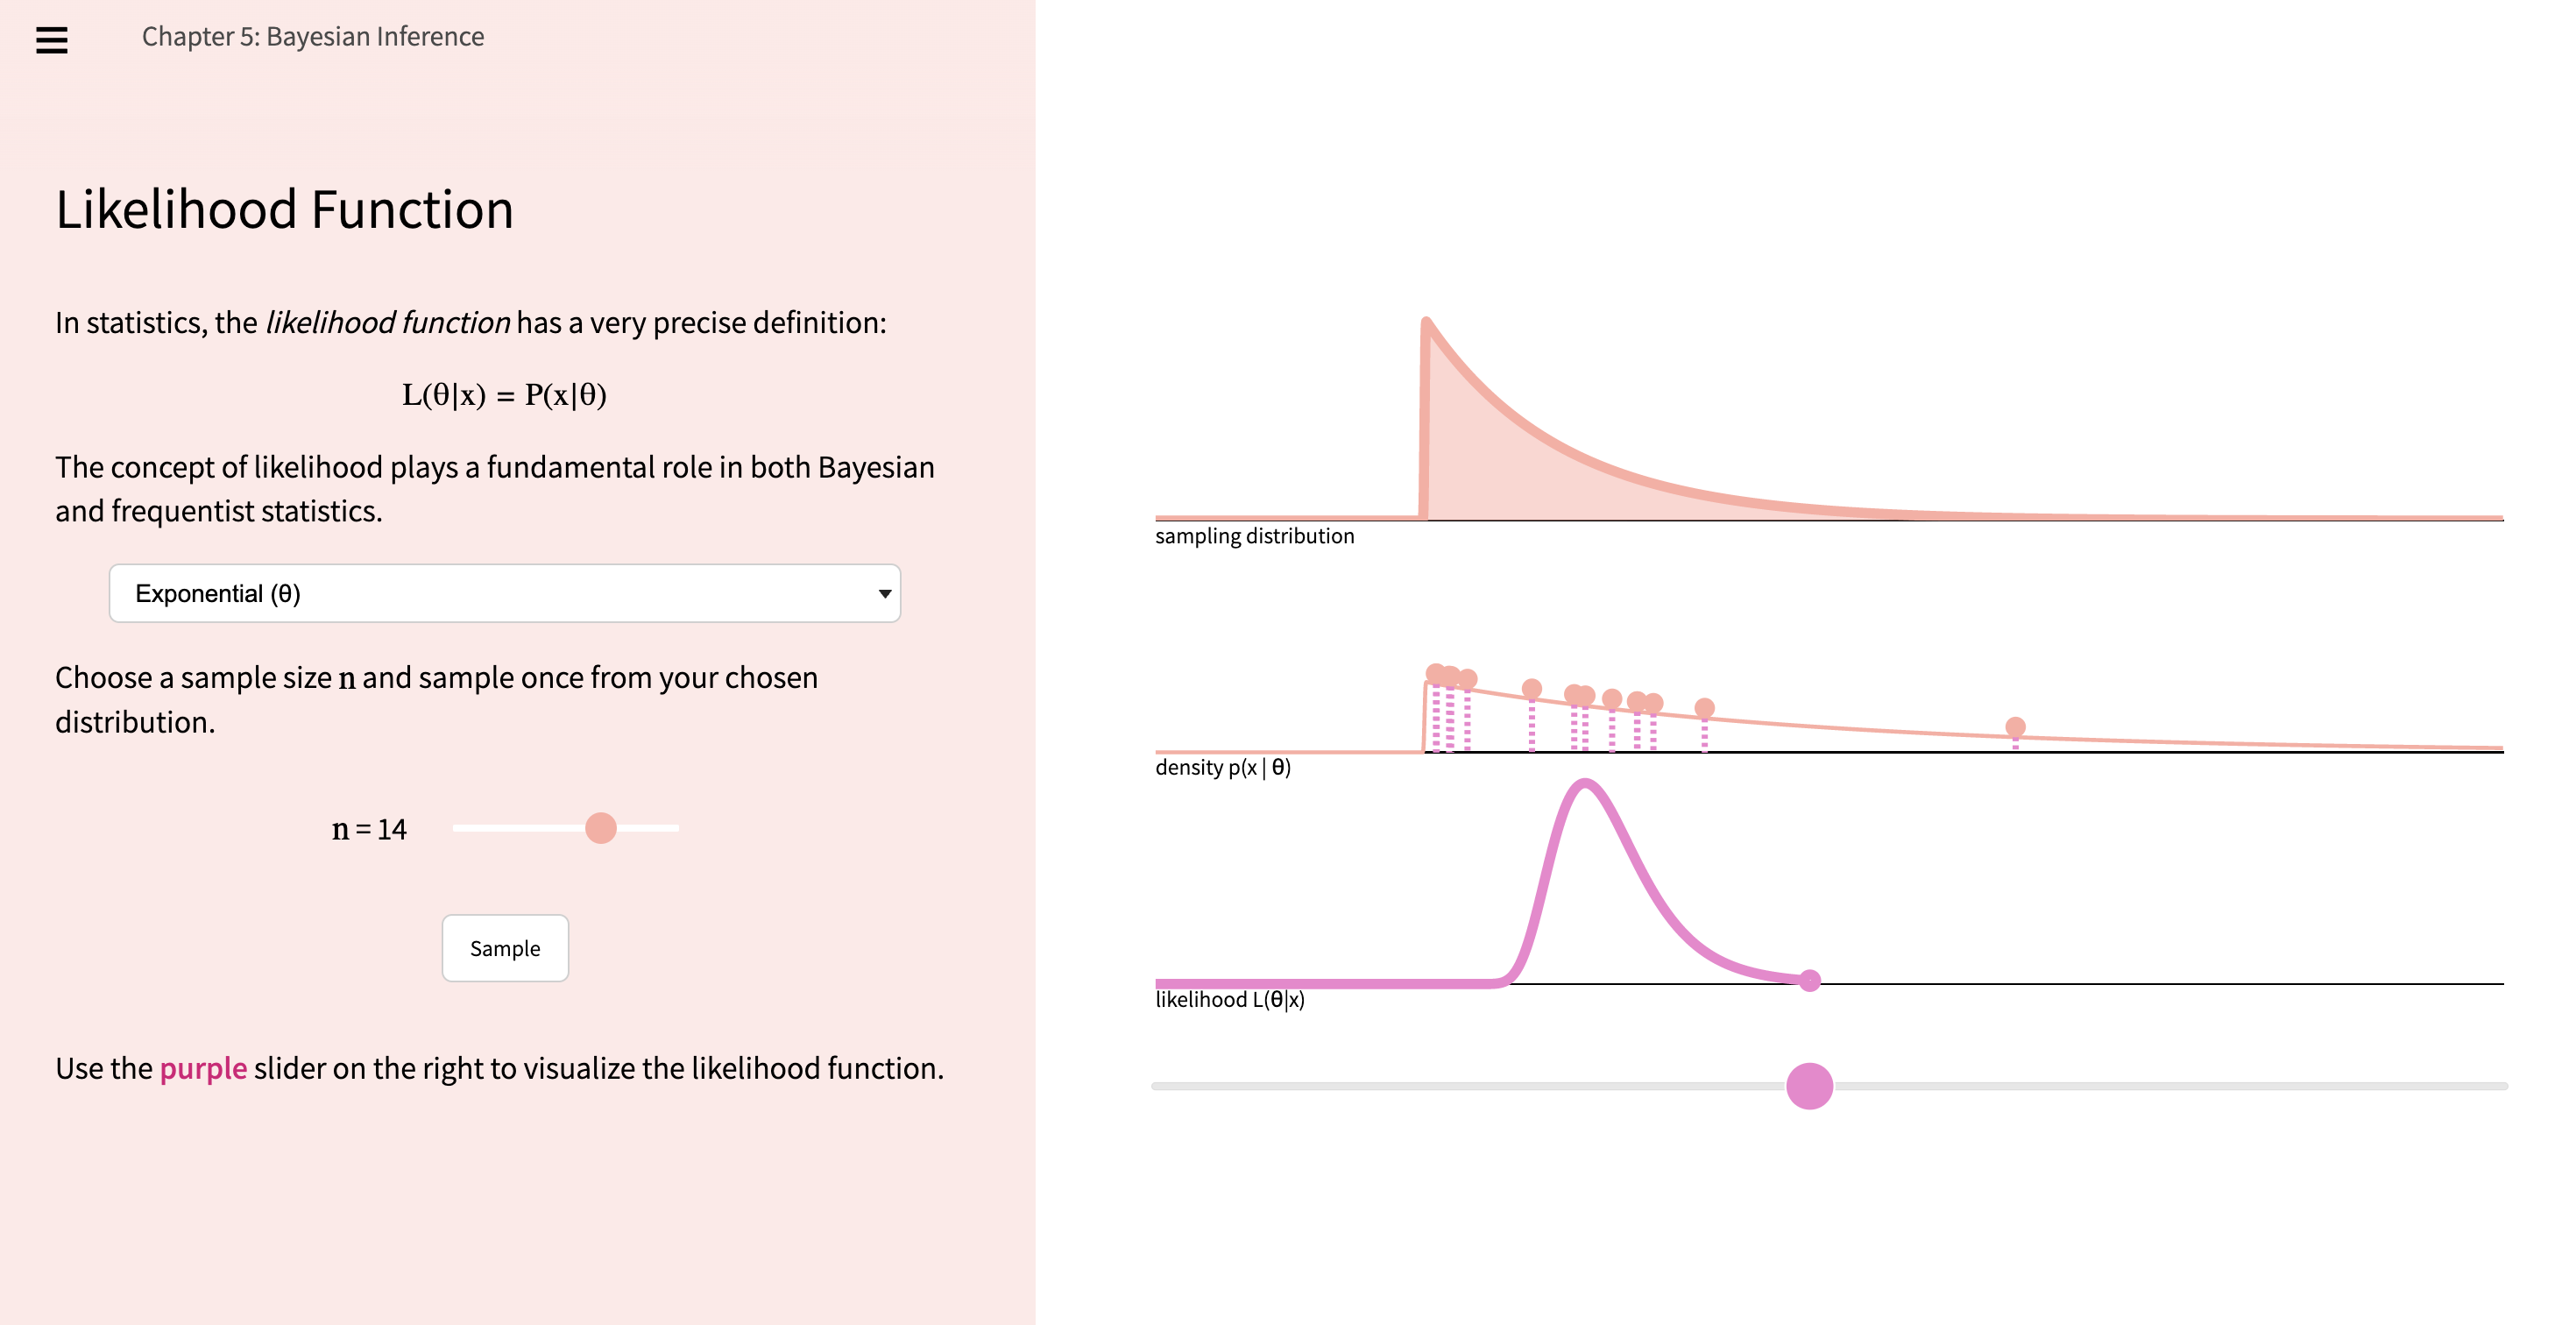 Chapter 5: Bayesian Inference
Likelihood Function
In statistics, the likelihood function has a very precise definition:
L(θ|x) = P(x|θ)
The concept of likelihood plays a fundamental role in both Bayesian
and frequentist statistics.
Exponential (θ)
Choose a sample size n and sample once from your chosen
distribution.
n = 14
Sample
Use the purple slider on the right to visualize the likelihood function.
sampling distribution
density p(x | θ)
likelihood L(θ|x)